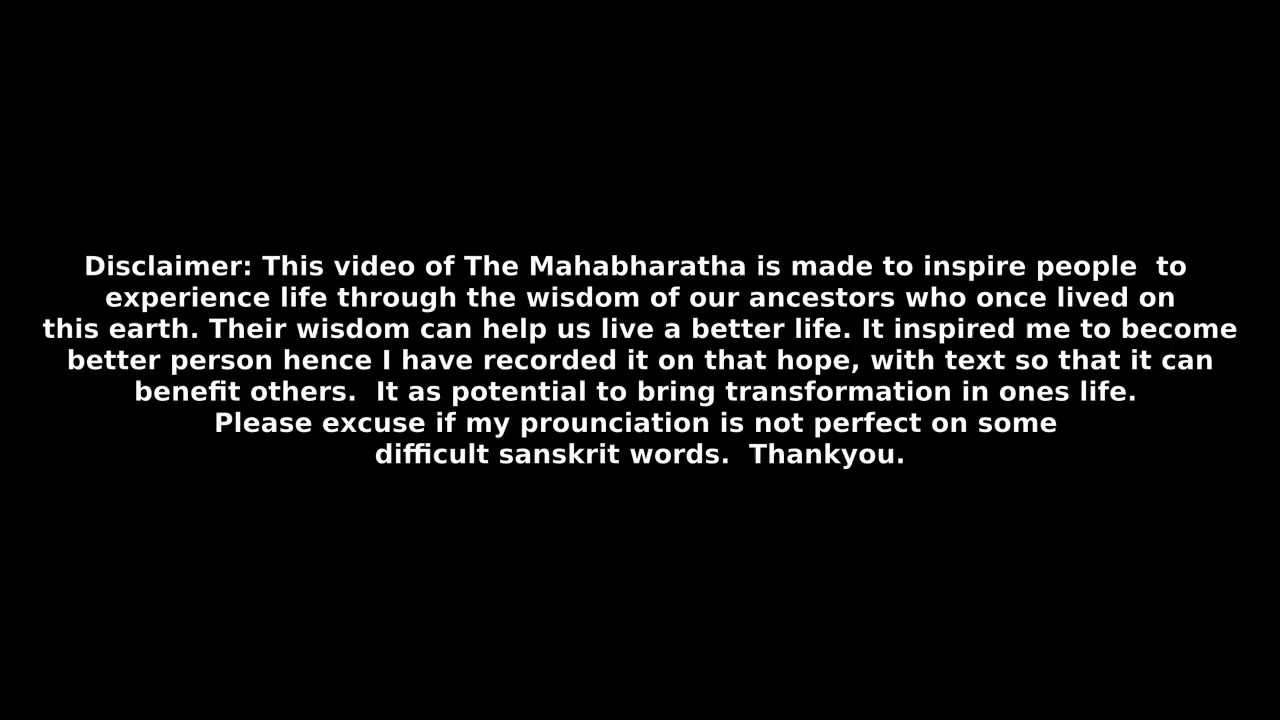 Disclaimer: This video of The Mahabharatha is made to inspire people  to
experience life through the wisdom of our ancestors who once lived on
this earth. Their wisdom can help us live a better life. It inspired me to become
better person hence I have recorded it on that hope, with text so that it can
benefit others.  It as potential to bring transformation in ones life.
Please excuse if my prounciation is not perfect on some
difficult sanskrit words.  Thankyou.